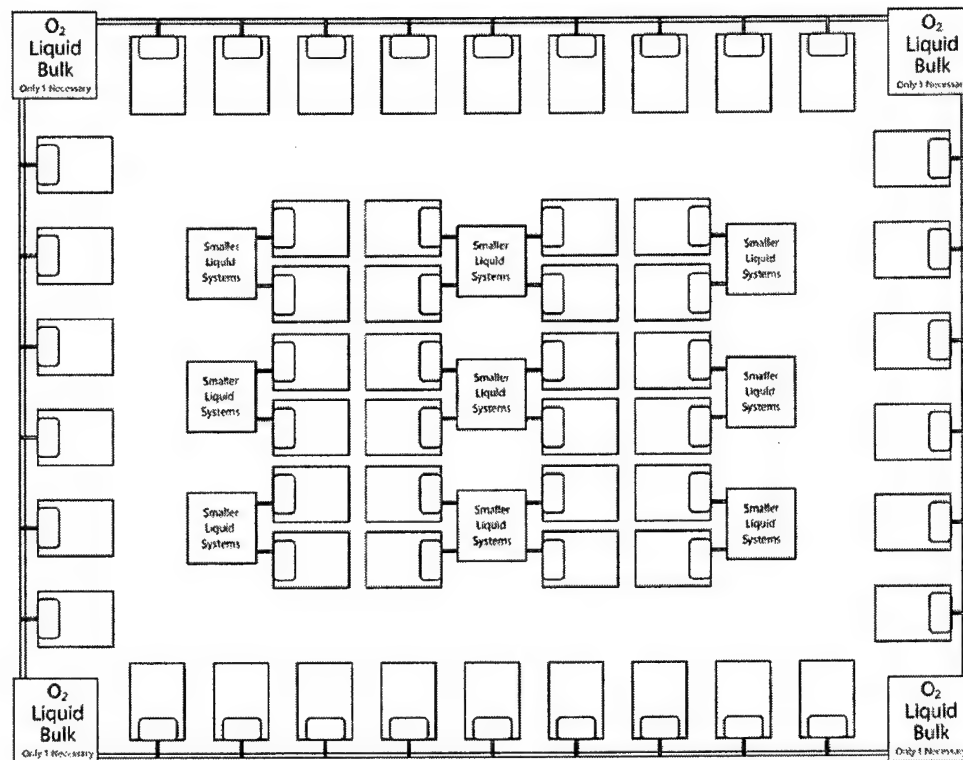 O₂
Liquid
Bulk
Only 1 Necessary
O₂
Liquid
Bulk
Only 1 Necessary
Smaller
Liquid
Systems
Smaller
Liquid
Systems
Smaller
Liquid
Systems
Smaller
Liquid
Systems
Smaller
Liquid
Systems
Smaller
Liquid
Systems
Smaller
Liquid
Systems
Smaller
Liquid
Systems
Smaller
Liquid
Systems
O₂
Liquid
Bulk
Only 1 Necessary
O₂
Liquid
Bulk
Only 1 Necessary